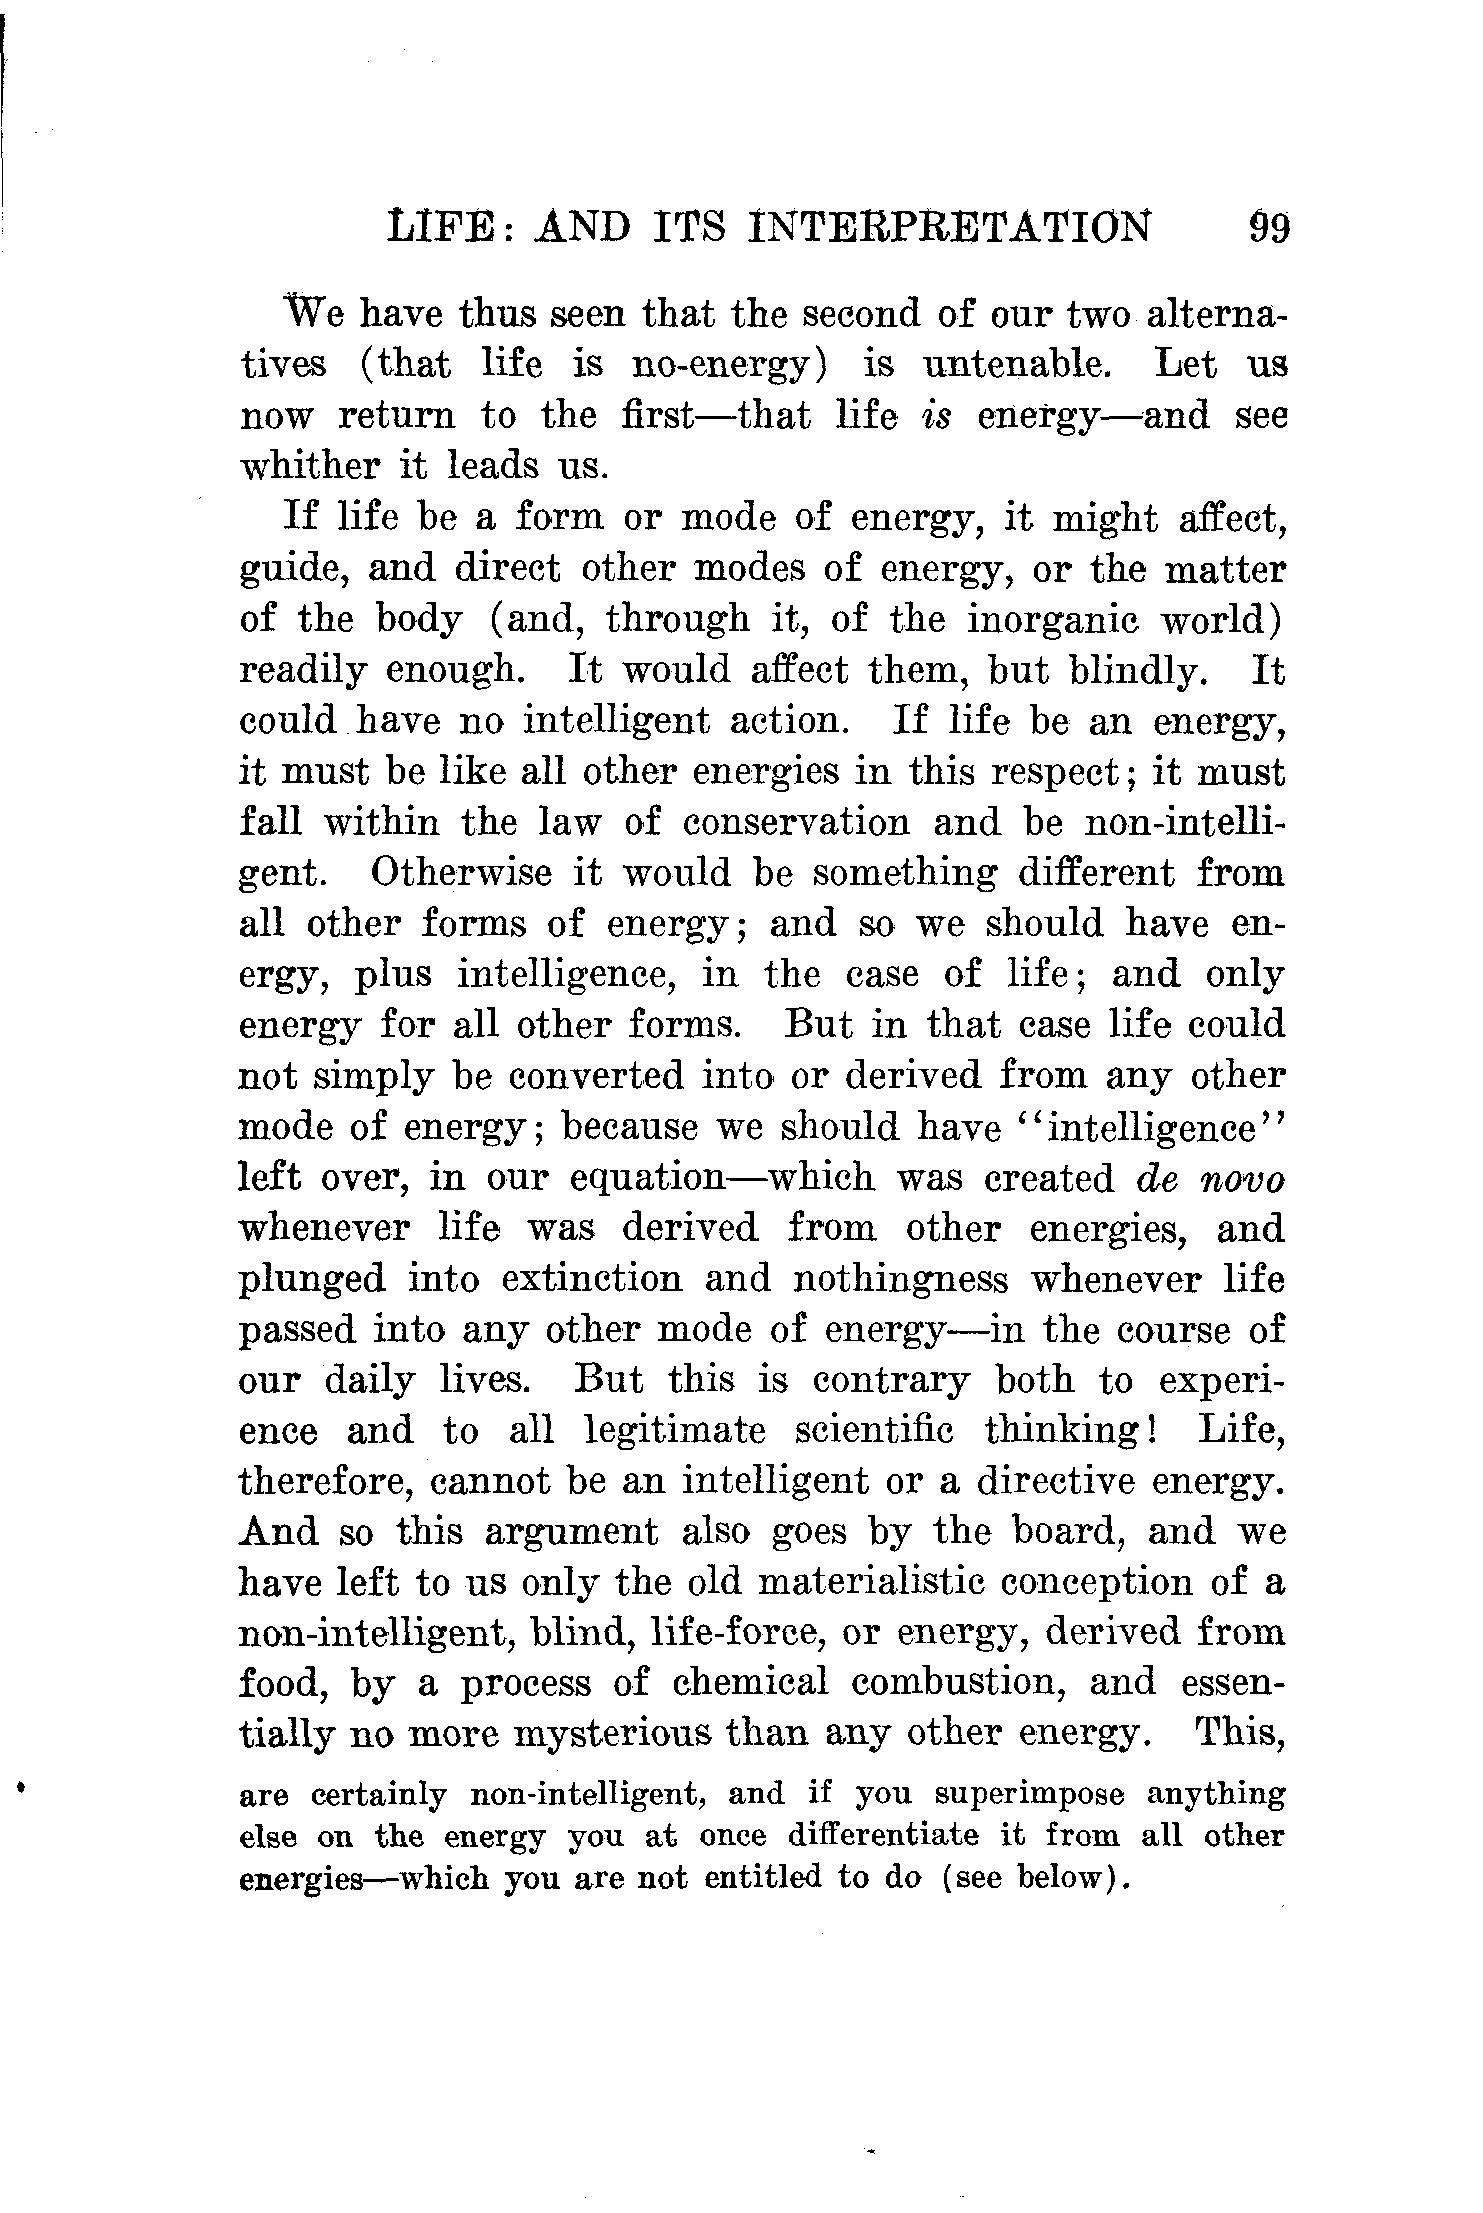 LIFE: AND ITS INTERPRETATION 99
We have thus seen that the second of our two alterna-
tives (that life is no-energy) is untenable. Let us
now return to the first—that life is energy—and see
whither it leads us.
If life be a form or mode of energy, it might affect,
guide, and direct other modes of energy, or the matter
of the body (and, through it, of the inorganic world)
readily enough. It would affect them, but blindly. It
could have no intelligent action. If life be an energy,
it must be like all other energies in this respect; it must
fall within the law of conservation and be non-intelli-
gent. Otherwise it would be something different from
all other forms of energy; and so we should have en-
ergy, plus intelligence, in the case of life; and only
energy for all other forms. But in that case life could
not simply be converted into or derived from any other
mode of energy; because we should have "intelligence"
left over, in our equation—which was created de novo
whenever life was derived from other energies, and
plunged into extinction and nothingness whenever life
passed into any other mode of energy—in the course of
our daily lives. But this is contrary both to experi-
ence and to all legitimate scientific thinking! Life,
therefore, cannot be an intelligent or a directive energy.
And so this argument also goes by the board, and we
have left to us only the old materialistic conception of a
non-intelligent, blind, life-force, or energy, derived from
food, by a process of chemical combustion, and essen-
tially no more mysterious than any other energy. This,
are certainly non-intelligent, and if you superimpose anything
else on the energy you at once differentiate it from all other
energies—which you are not entitled to do (see below).